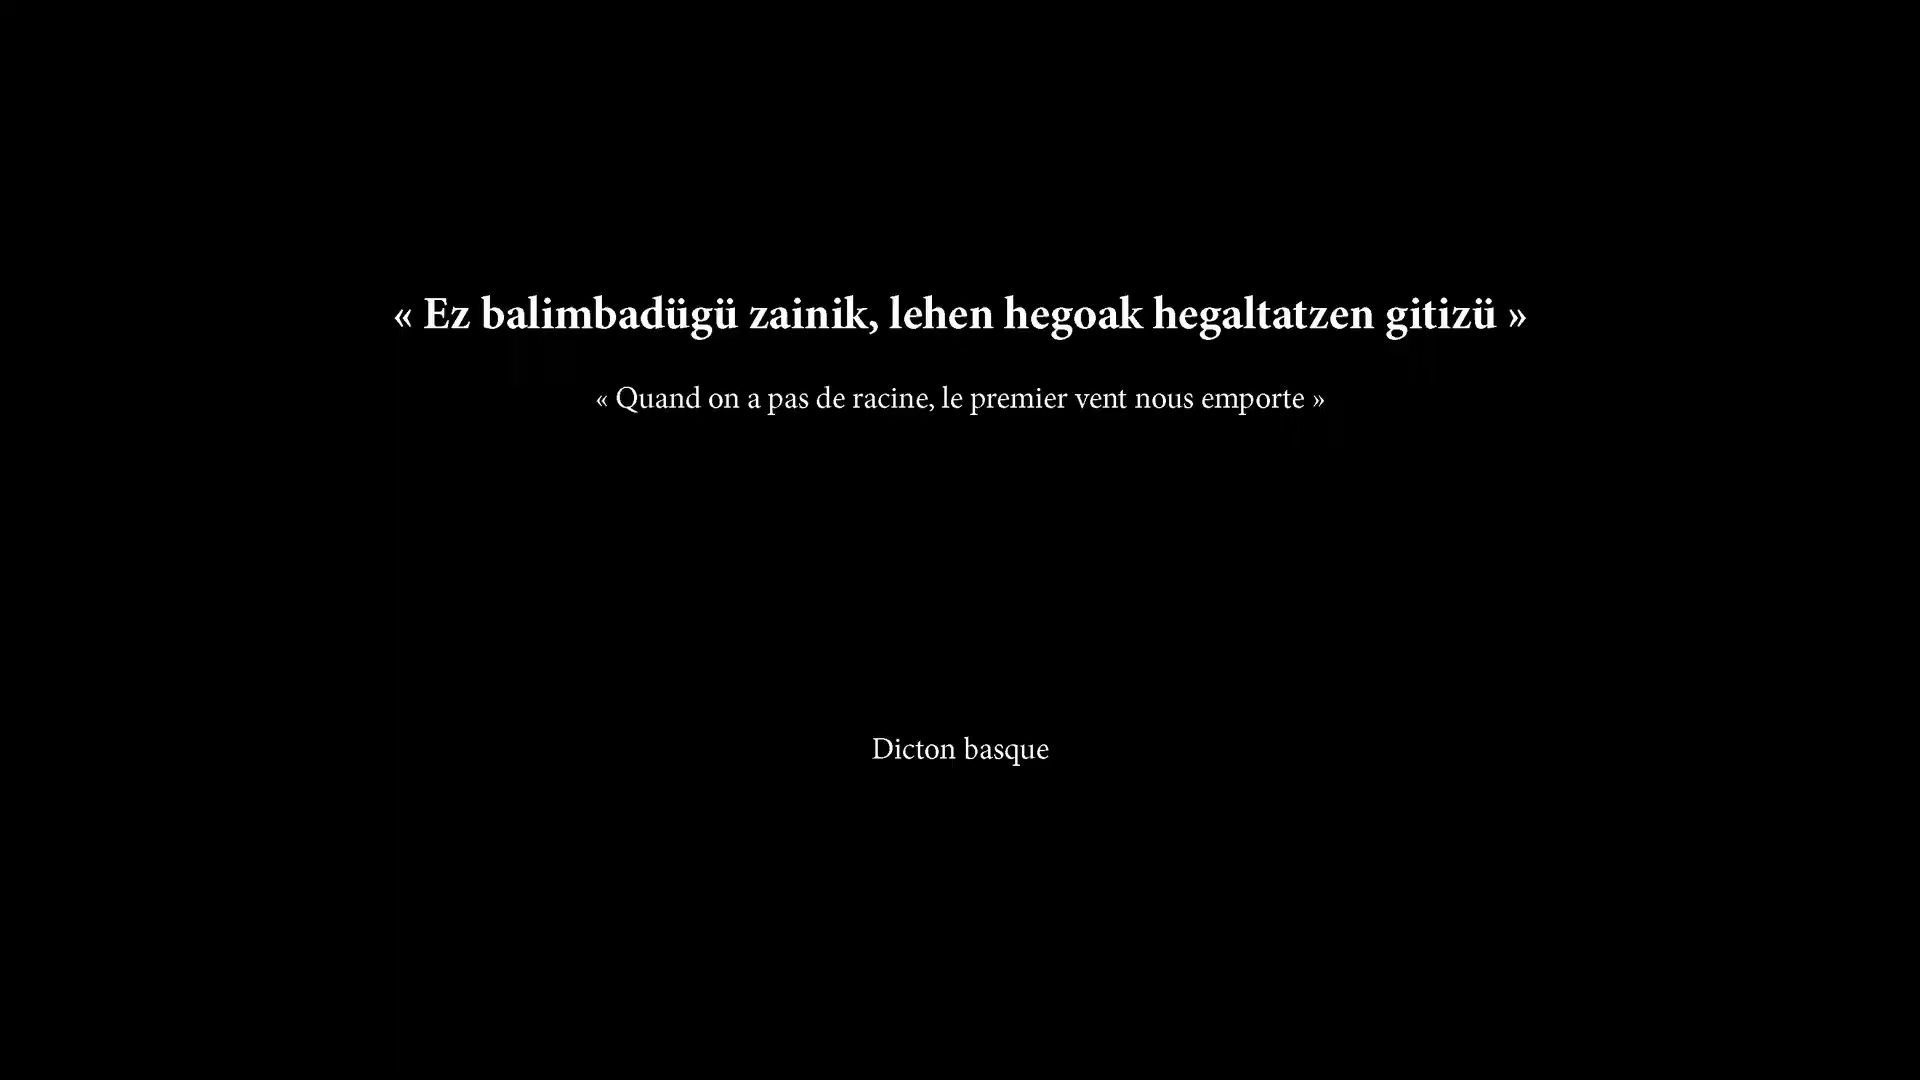 « Ez balimbadügü zainik, lehen hegoak hegaltatzen gitizü »
« Quand on a pas de racine, le premier vent nous emporte »
Dicton basque